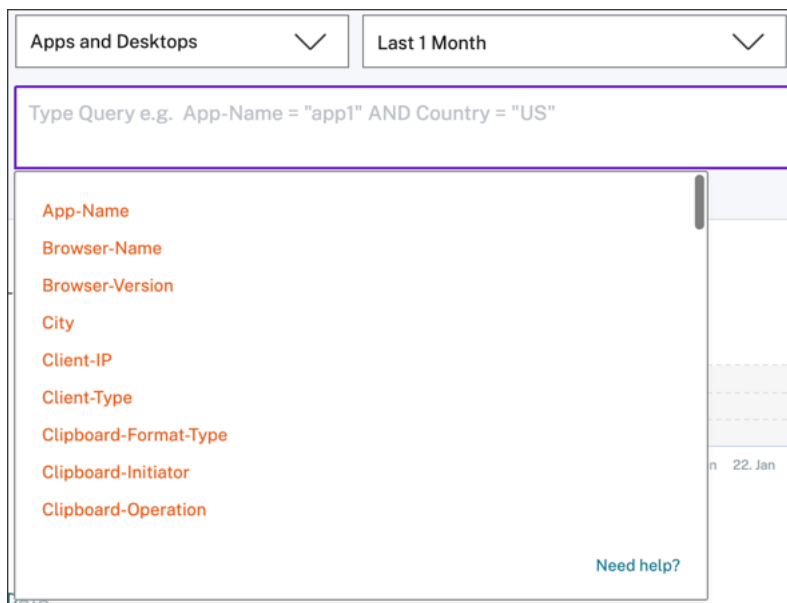 Apps and Desktops
Last 1 Month
Type Query e.g. App-Name = "app1" AND Country = "US"
App-Name
Browser-Name
Browser-Version
City
Client-IP
Client-Type
Clipboard-Format-Type
Clipboard-Initiator
Clipboard-Operation
22. Jan
Need help?